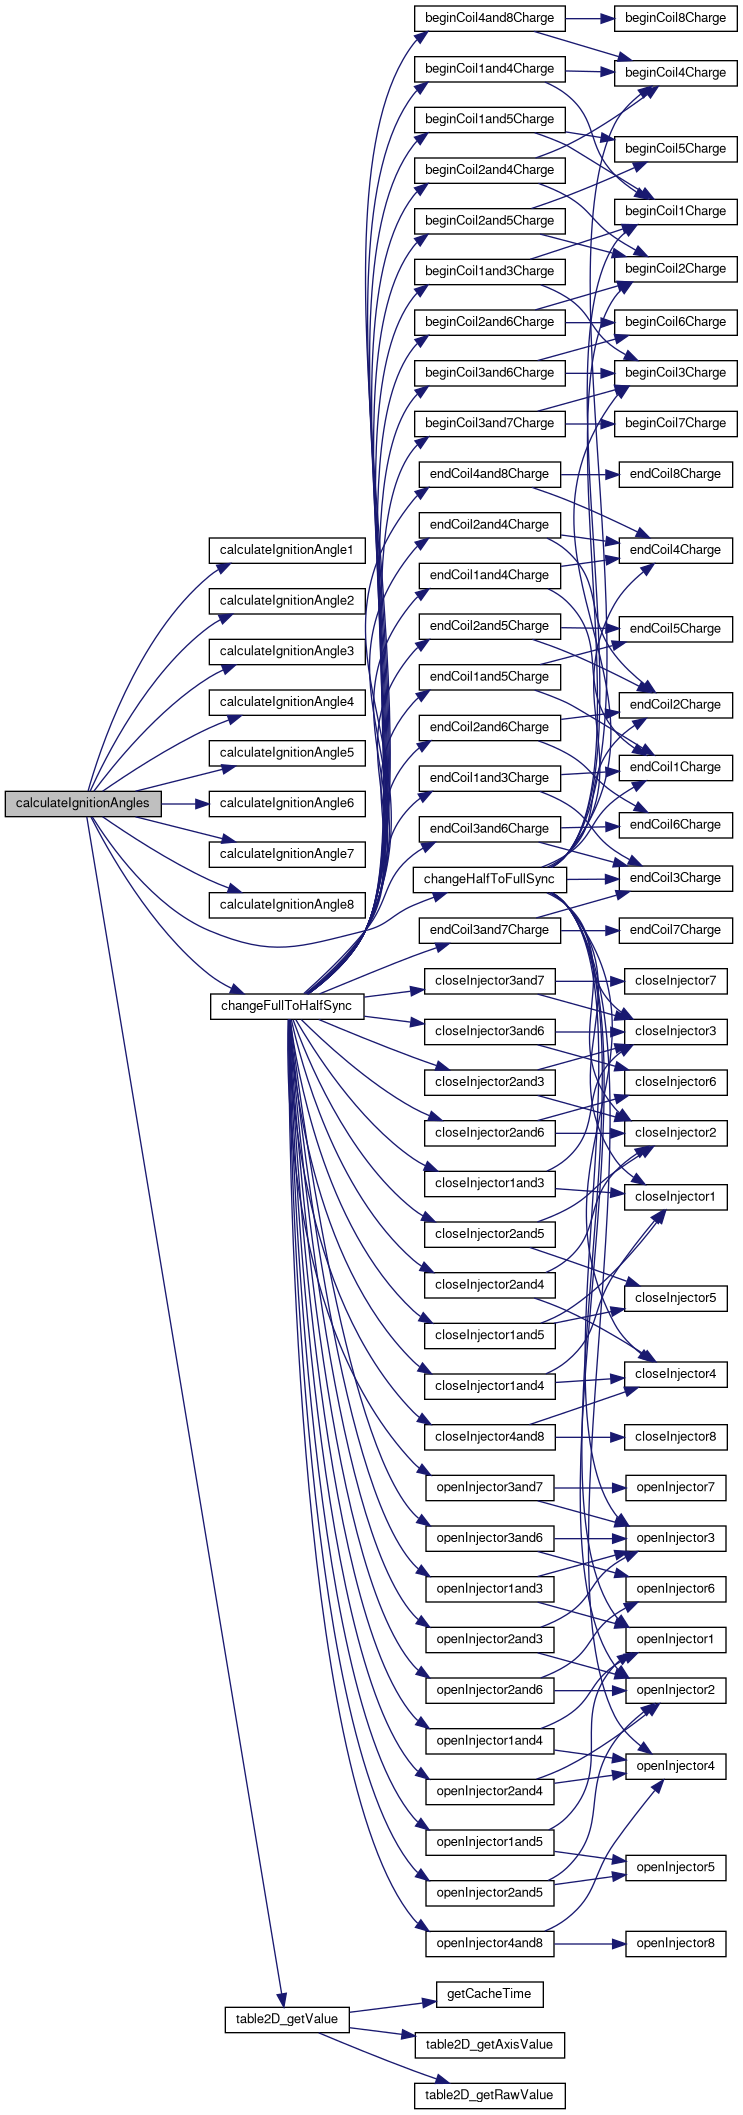 beginCoil4and8Charge
beginCoil8Charge
beginCoil1and4Charge
beginCoil4Charge
beginCoil1and5Charge
beginCoil5Charge
beginCoil2and4Charge
beginCoil1Charge
beginCoil2and5Charge
beginCoil1and3Charge
beginCoil2Charge
beginCoil2and6Charge
beginCoil6Charge
beginCoil3and6Charge
beginCoil3Charge
beginCoil3and7Charge
beginCoil7Charge
endCoil4and8Charge
endCoil8Charge
endCoil2and4Charge
calculateIgnitionAngle1
endCoil4Charge
endCoil1and4Charge
calculateIgnitionAngle2
endCoil2and5Charge
endCoil5Charge
calculateIgnitionAngle3
endCoil1and5Charge
calculateIgnitionAngle4
endCoil2Charge
endCoil2and6Charge
calculateIgnitionAngle5
endCoil1Charge
endCoil1and3Charge
calculateIgnitionAngles
calculateIgnitionAngle6
endCoil3and6Charge
endCoil6Charge
calculateIgnitionAngle7
changeHalfToFullSync
endCoil3Charge
calculateIgnitionAngle8
endCoil3and7Charge
endCoil7Charge
closeInjector3and7
closeInjector7
changeFullToHalfSync
closeInjector3and6
closeInjector3
closeInjector2and3
closeInjector6
closeInjector2and6
closeInjector2
closeInjector1and3
closeInjector1
closeInjector2and5
closeInjector2and4
closeInjector5
closeInjector1and5
closeInjector4
closeInjector1and4
closeInjector4and8
closeInjector8
openInjector3and7
openInjector7
openInjector3and6
openInjector3
openInjector1and3
openInjector6
openInjector2and3
openInjector1
openInjector2and6
openInjector2
openInjector1and4
openInjector4
openInjector2and4
openInjector1and5
openInjector5
openInjector2and5
openInjector4and8
openInjector8
getCacheTime
table2D_getValue
table2D_getAxisValue
table2D_getRawValue